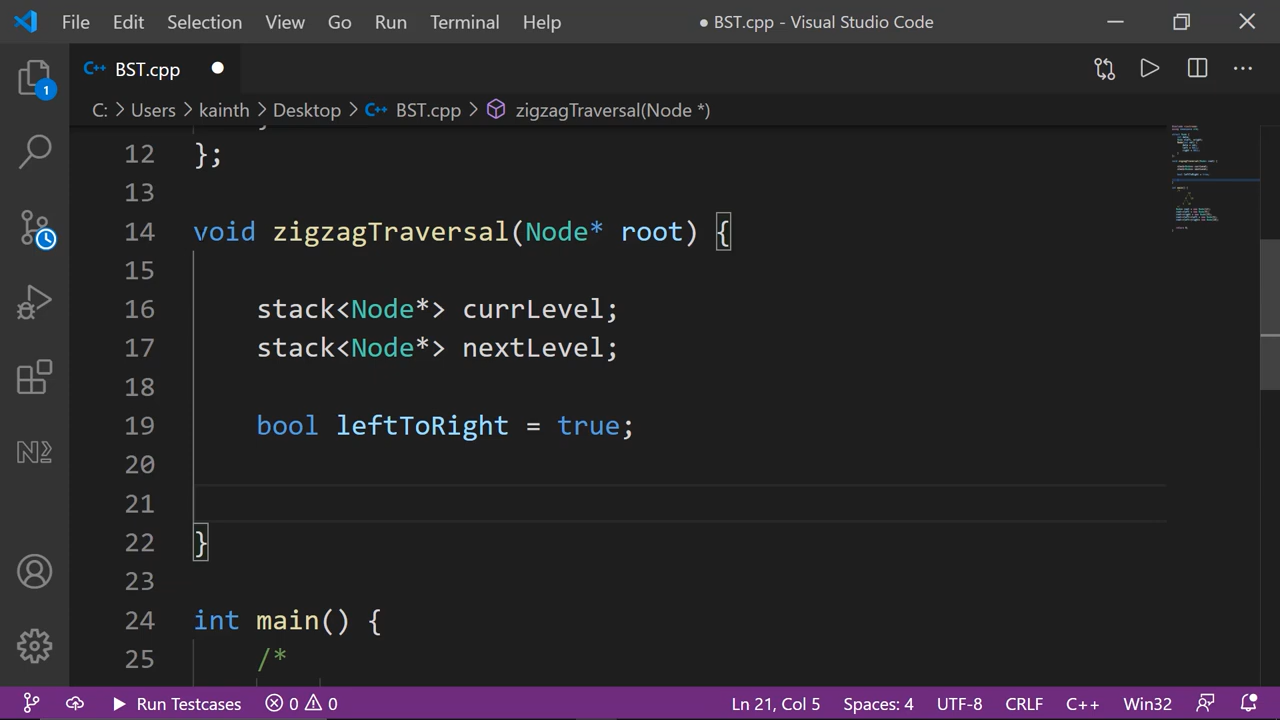 File Edit Selection View Go Run Terminal Help ● BST.cpp - Visual Studio Code
C++ BST.cpp
1
C: > Users > kainth > Desktop > C++ BST.cpp > zigzagTraversal(Node *)
12 };
13
14 void zigzagTraversal(Node* root) {
15
16 stack<Node*> currLevel;
17 stack<Node*> nextLevel;
18
19 bool leftToRight = true;
20
21
22 }
23
24 int main() {
25 /*
Run Testcases 0 0 Ln 21, Col 5 Spaces: 4 UTF-8 CRLF C++ Win32